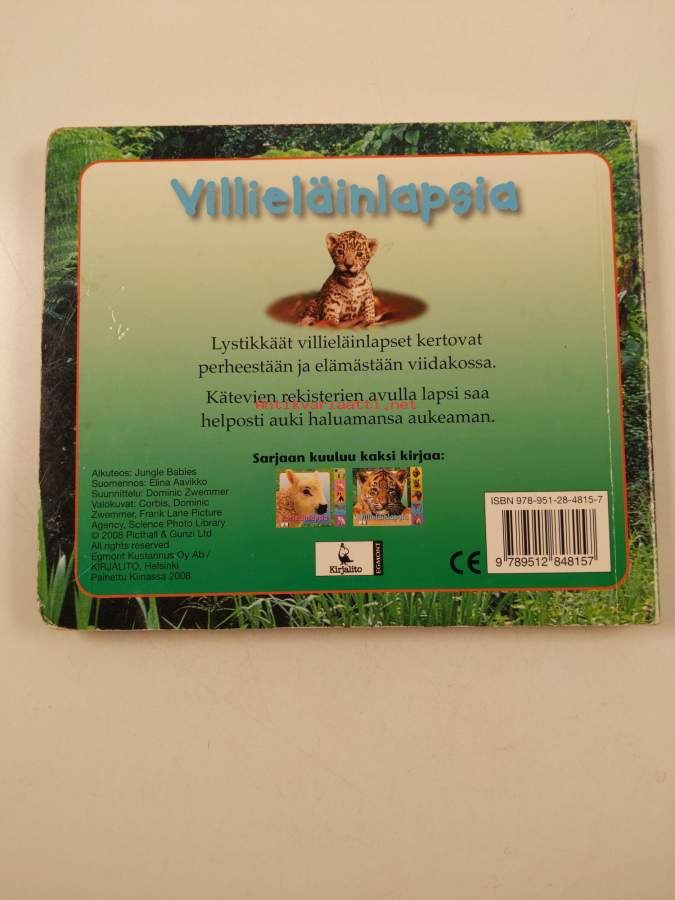 Villieläinlapsia
Lystikkäät villieläinlapset kertovat
perheestään ja elämästään viidakossa.
Kätevien rekisterien avulla lapsi saa
Antikvariaatti.net
helposti auki haluamansa aukeaman.
Sarjaan kuuluu kaksi kirjaa:
Alkuteos: Jungle Babies
Suomennos: Elina Aavikko
Suunnittelu: Dominic Zwemmer
Valokuvat: Corbis, Dominic
Zwemmer, Frank Lane Picture
Agency, Science Photo Library
© 2008 Picthall & Gunzi Ltd
All rights reserved
Egmont Kustannus Oy Ab /
KIRJALITO, Helsinki
Painettu Kiinassa 2008
Villieläinlapsia
Kirjalito
EGMONT
CE
ISBN 978-951-28-4815-7
9 789512 848157